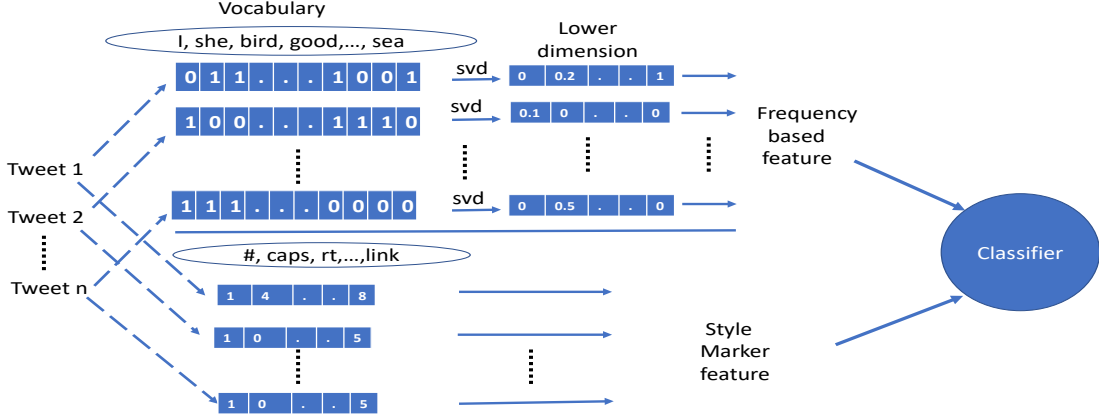 Vocabulary
I, she, bird, good,..., sea
Lower
dimension
0 1 1 . . . 1 0 0 1
svd
0 0.2 . . 1
1 0 0 . . . 1 1 1 0
svd
0.1 0 . . 0
Frequency
based
feature
Tweet 1
Tweet 2
Tweet n
1 1 1 . . . 0 0 0 0
svd
0 0.5 . . 0
#, caps, rt,...,link
Classifier
1 4 . . 8
1 0 . . 5
Style
Marker
feature
1 0 . . 5